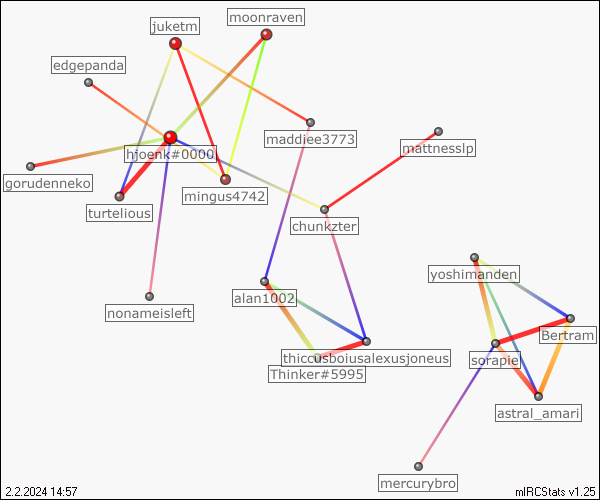 moonraven
juketm
edgepanda
maddiee3773
mattnesslp
hjoenk#0000
gorudenneko
mingus4742
turtelious
chunkzter
yoshimanden
alan1002
nonameisleft
Bertram
thiccusboiusalexusjoneus
sorapie
Thinker#5995
astral_amari
mercurybro
2.2.2024 14:57
mIRCStats v1.25